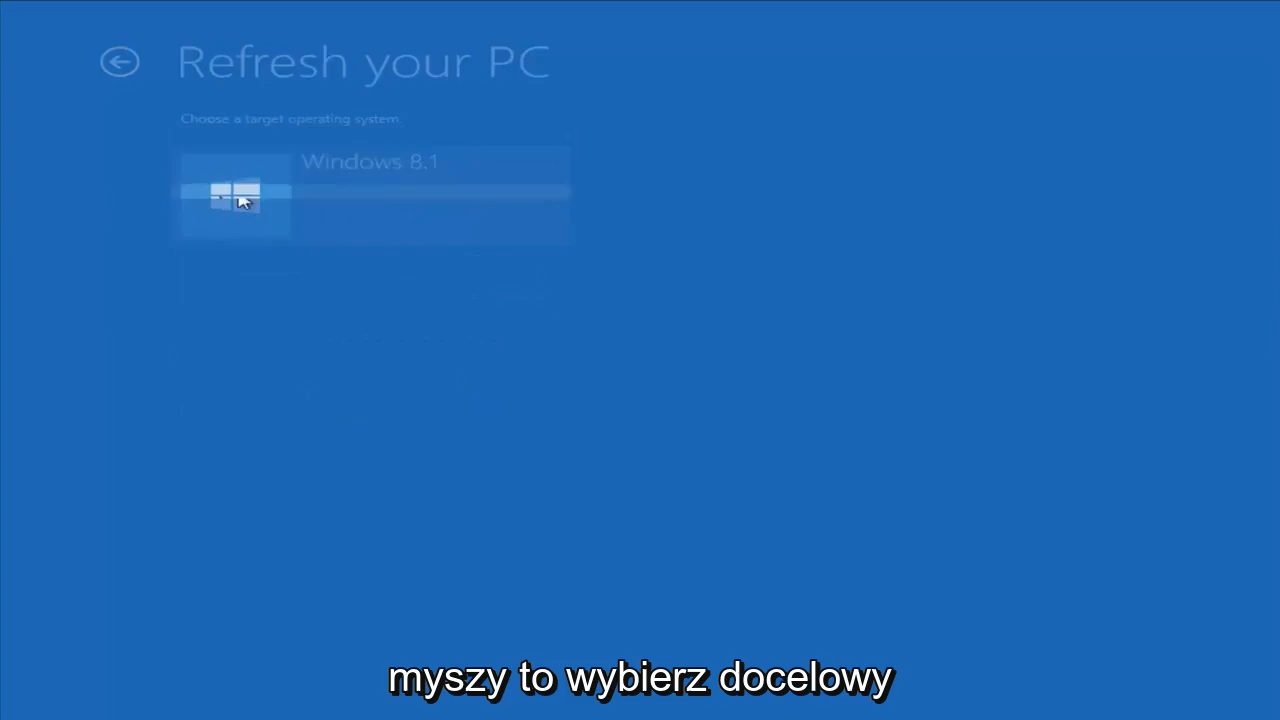 Refresh your PC
Choose a target operating system
Windows 8.1
myszy to wybierz docelowy